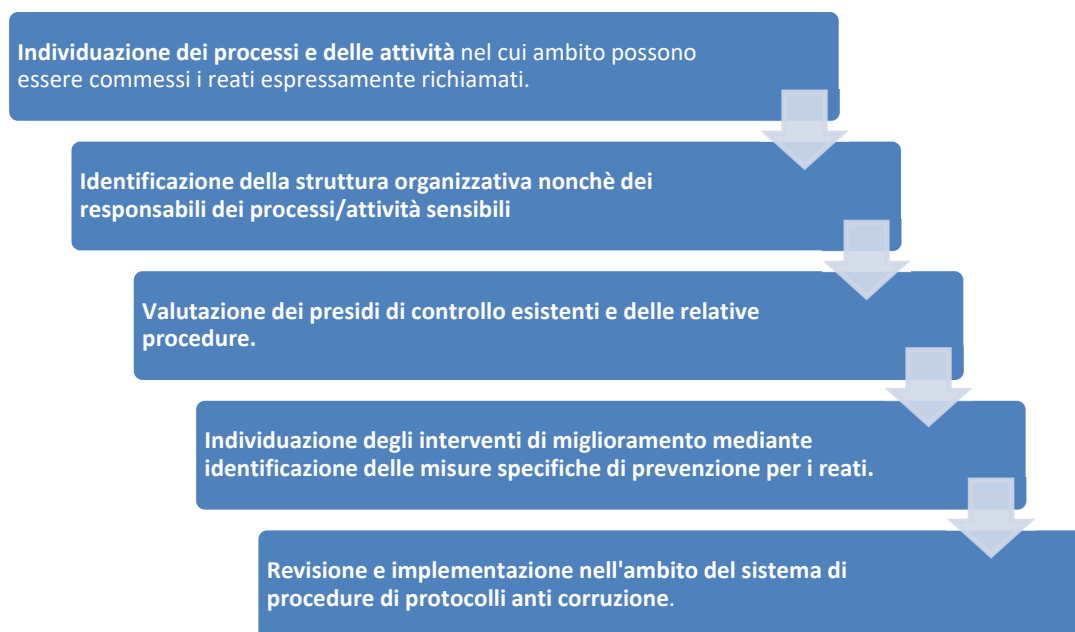 Individuazione dei processi e delle attività nel cui ambito possono
essere commessi i reati espressamente richiamati.
Identificazione della struttura organizzativa nonchè dei
responsabili dei processi/attività sensibili
Valutazione dei presidi di controllo esistenti e delle relative
procedure.
Individuazione degli interventi di miglioramento mediante
identificazione delle misure specifiche di prevenzione per i reati.
Revisione e implementazione nell'ambito del sistema di
procedure di protocolli anti corruzione.